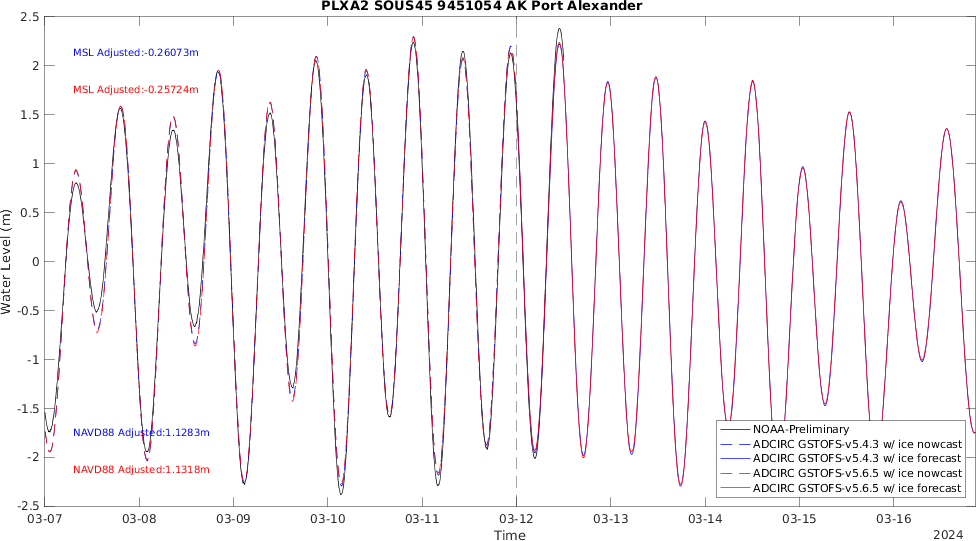 PLXA2 SOUS45 9451054 AK Port Alexander
2.5
2
1.5
1
0.5
0
-0.5
-1
-1.5
-2
-2.5
Water Level (m)
MSL Adjusted:-0.26073m
MSL Adjusted:-0.25724m
NAVD88 Adjusted:1.1283m
NAVD88 Adjusted:1.1318m
NOAA-Preliminary
ADCIRC GSTOFS-v5.4.3 w/ ice nowcast
ADCIRC GSTOFS-v5.4.3 w/ ice forecast
ADCIRC GSTOFS-v5.6.5 w/ ice nowcast
ADCIRC GSTOFS-v5.6.5 w/ ice forecast
03-07 03-08 03-09 03-10 03-11 03-12 03-13 03-14 03-15 03-16
Time
2024